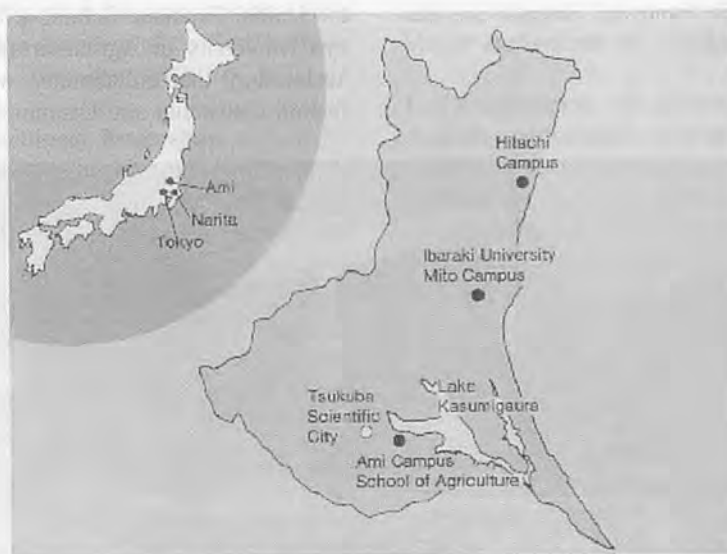 Ami
Narita
Tokyo
Hitachi
Campus
Ibaraki University
Mito Campus
Tsukuba
Scientific
City
Lake
Kasumigaura
Ami Campus
School of Agriculture